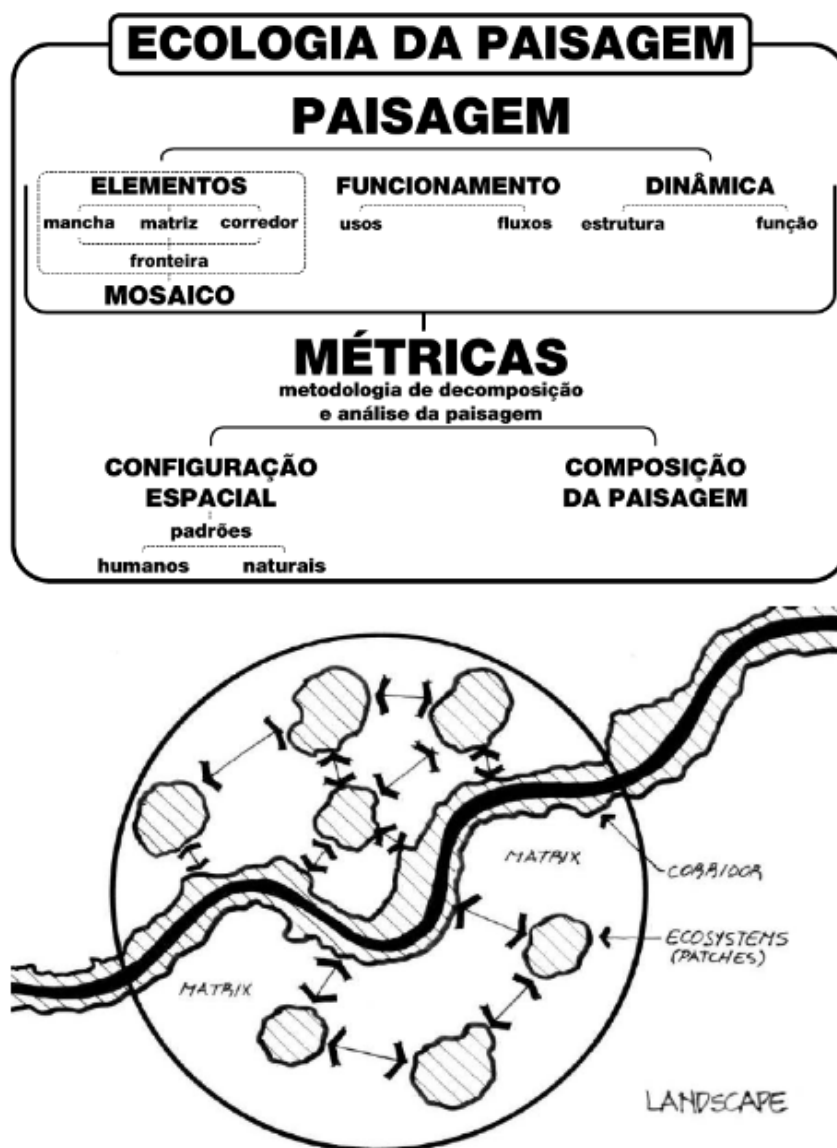 ECOLOGIA DA PAISAGEM
PAISAGEM
ELEMENTOS FUNCIONAMENTO DINÂMICA
mancha matriz corredor usos fluxos estrutura função
fronteira
MOSAICO
MÉTRICAS
metodologia de decomposição
e análise da paisagem
CONFIGURAÇÃO COMPOSIÇÃO
ESPACIAL DA PAISAGEM
padrões
humanos naturais
MATRIX
CORRIDOR
ECOSYSTEMS
(PATCHES)
MATRIX
LANDSCAPE